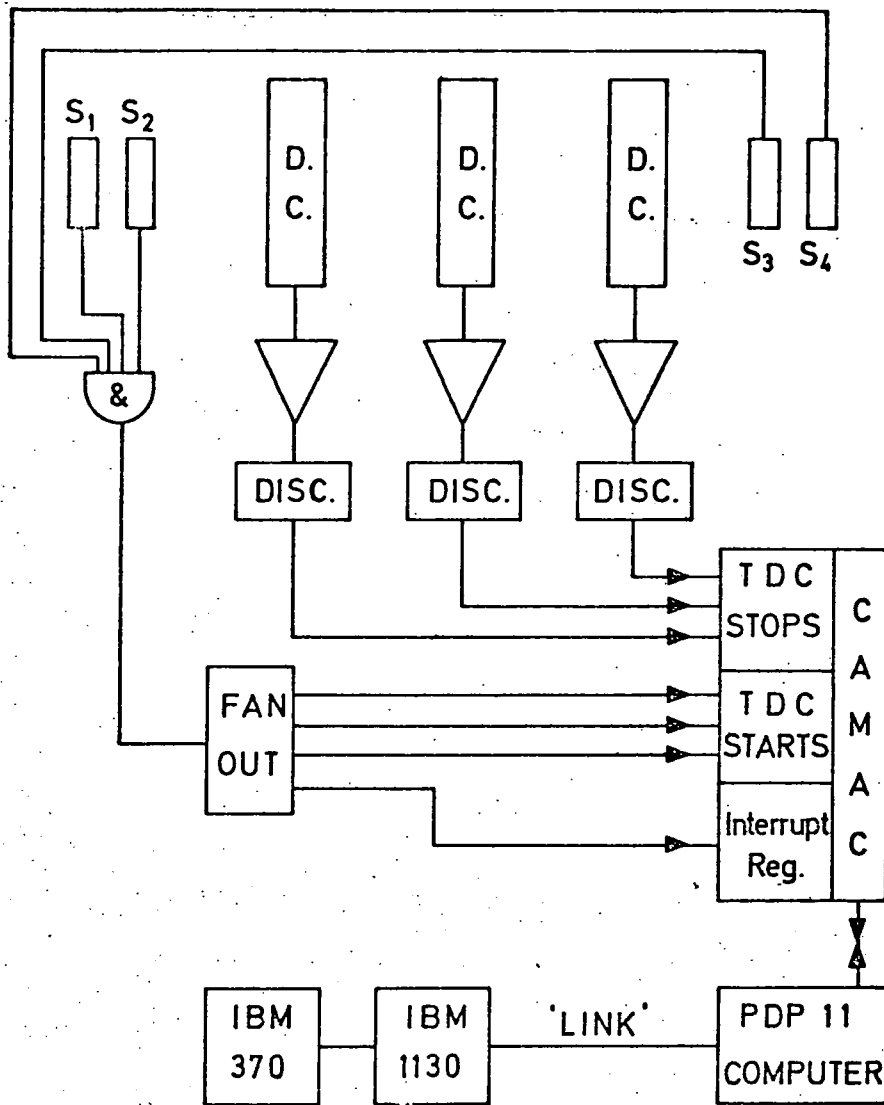 S1 S2
D.
C.
D.
C.
D.
C.
S3 S4
&
DISC.
DISC.
DISC.
TDC
STOPS
TDC
STARTS
Interrupt
Reg.
CAMAC
FAN
OUT
IBM
370
IBM
1130
'LINK'
PDP 11
COMPUTER